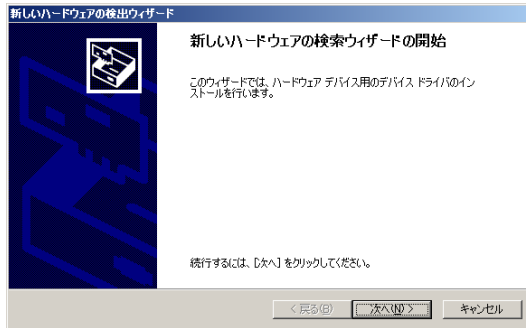 新しいハードウェアの検出ウィザード
新しいハードウェアの検索ウィザードの開始
このウィザードでは、ハードウェア デバイス用のデバイス ドライバのイン
ストールを行います。
続行するには、[次へ] をクリックしてください。
< 戻る(B)
次へ(N) >
キャンセル